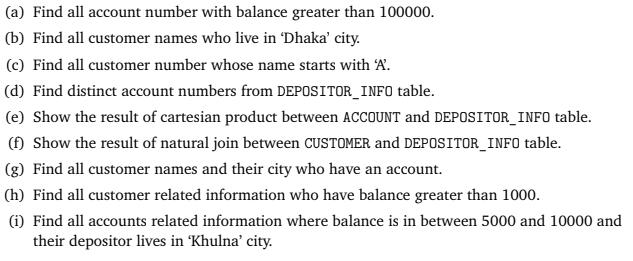 (a) Find all account number with balance greater than 100000.
(b) Find all customer names who live in ‘Dhaka’ city.
(c) Find all customer number whose name starts with ‘A’.
(d) Find distinct account numbers from DEPOSITOR_INFO table.
(e) Show the result of cartesian product between ACCOUNT and DEPOSITOR_INFO table.
(f) Show the result of natural join between CUSTOMER and DEPOSITOR_INFO table.
(g) Find all customer names and their city who have an account.
(h) Find all customer related information who have balance greater than 1000.
(i) Find all accounts related information where balance is in between 5000 and 10000 and
their depositor lives in ‘Khulna’ city.